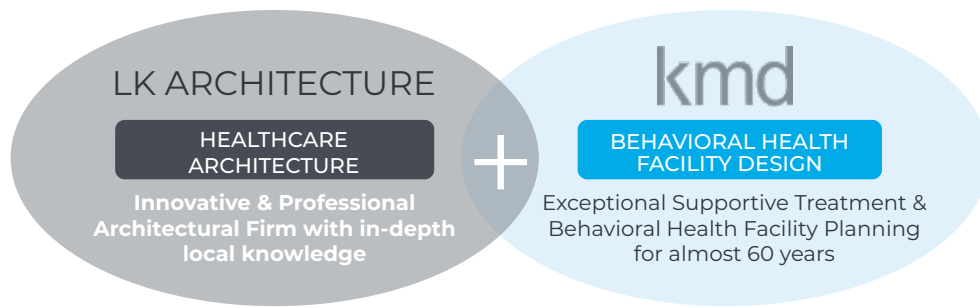 LK ARCHITECTURE
HEALTHCARE
ARCHITECTURE
Innovative & Professional
Architectural Firm with in-depth
local knowledge
+
kmd
BEHAVIORAL HEALTH
FACILITY DESIGN
Exceptional Supportive Treatment &
Behavioral Health Facility Planning
for almost 60 years